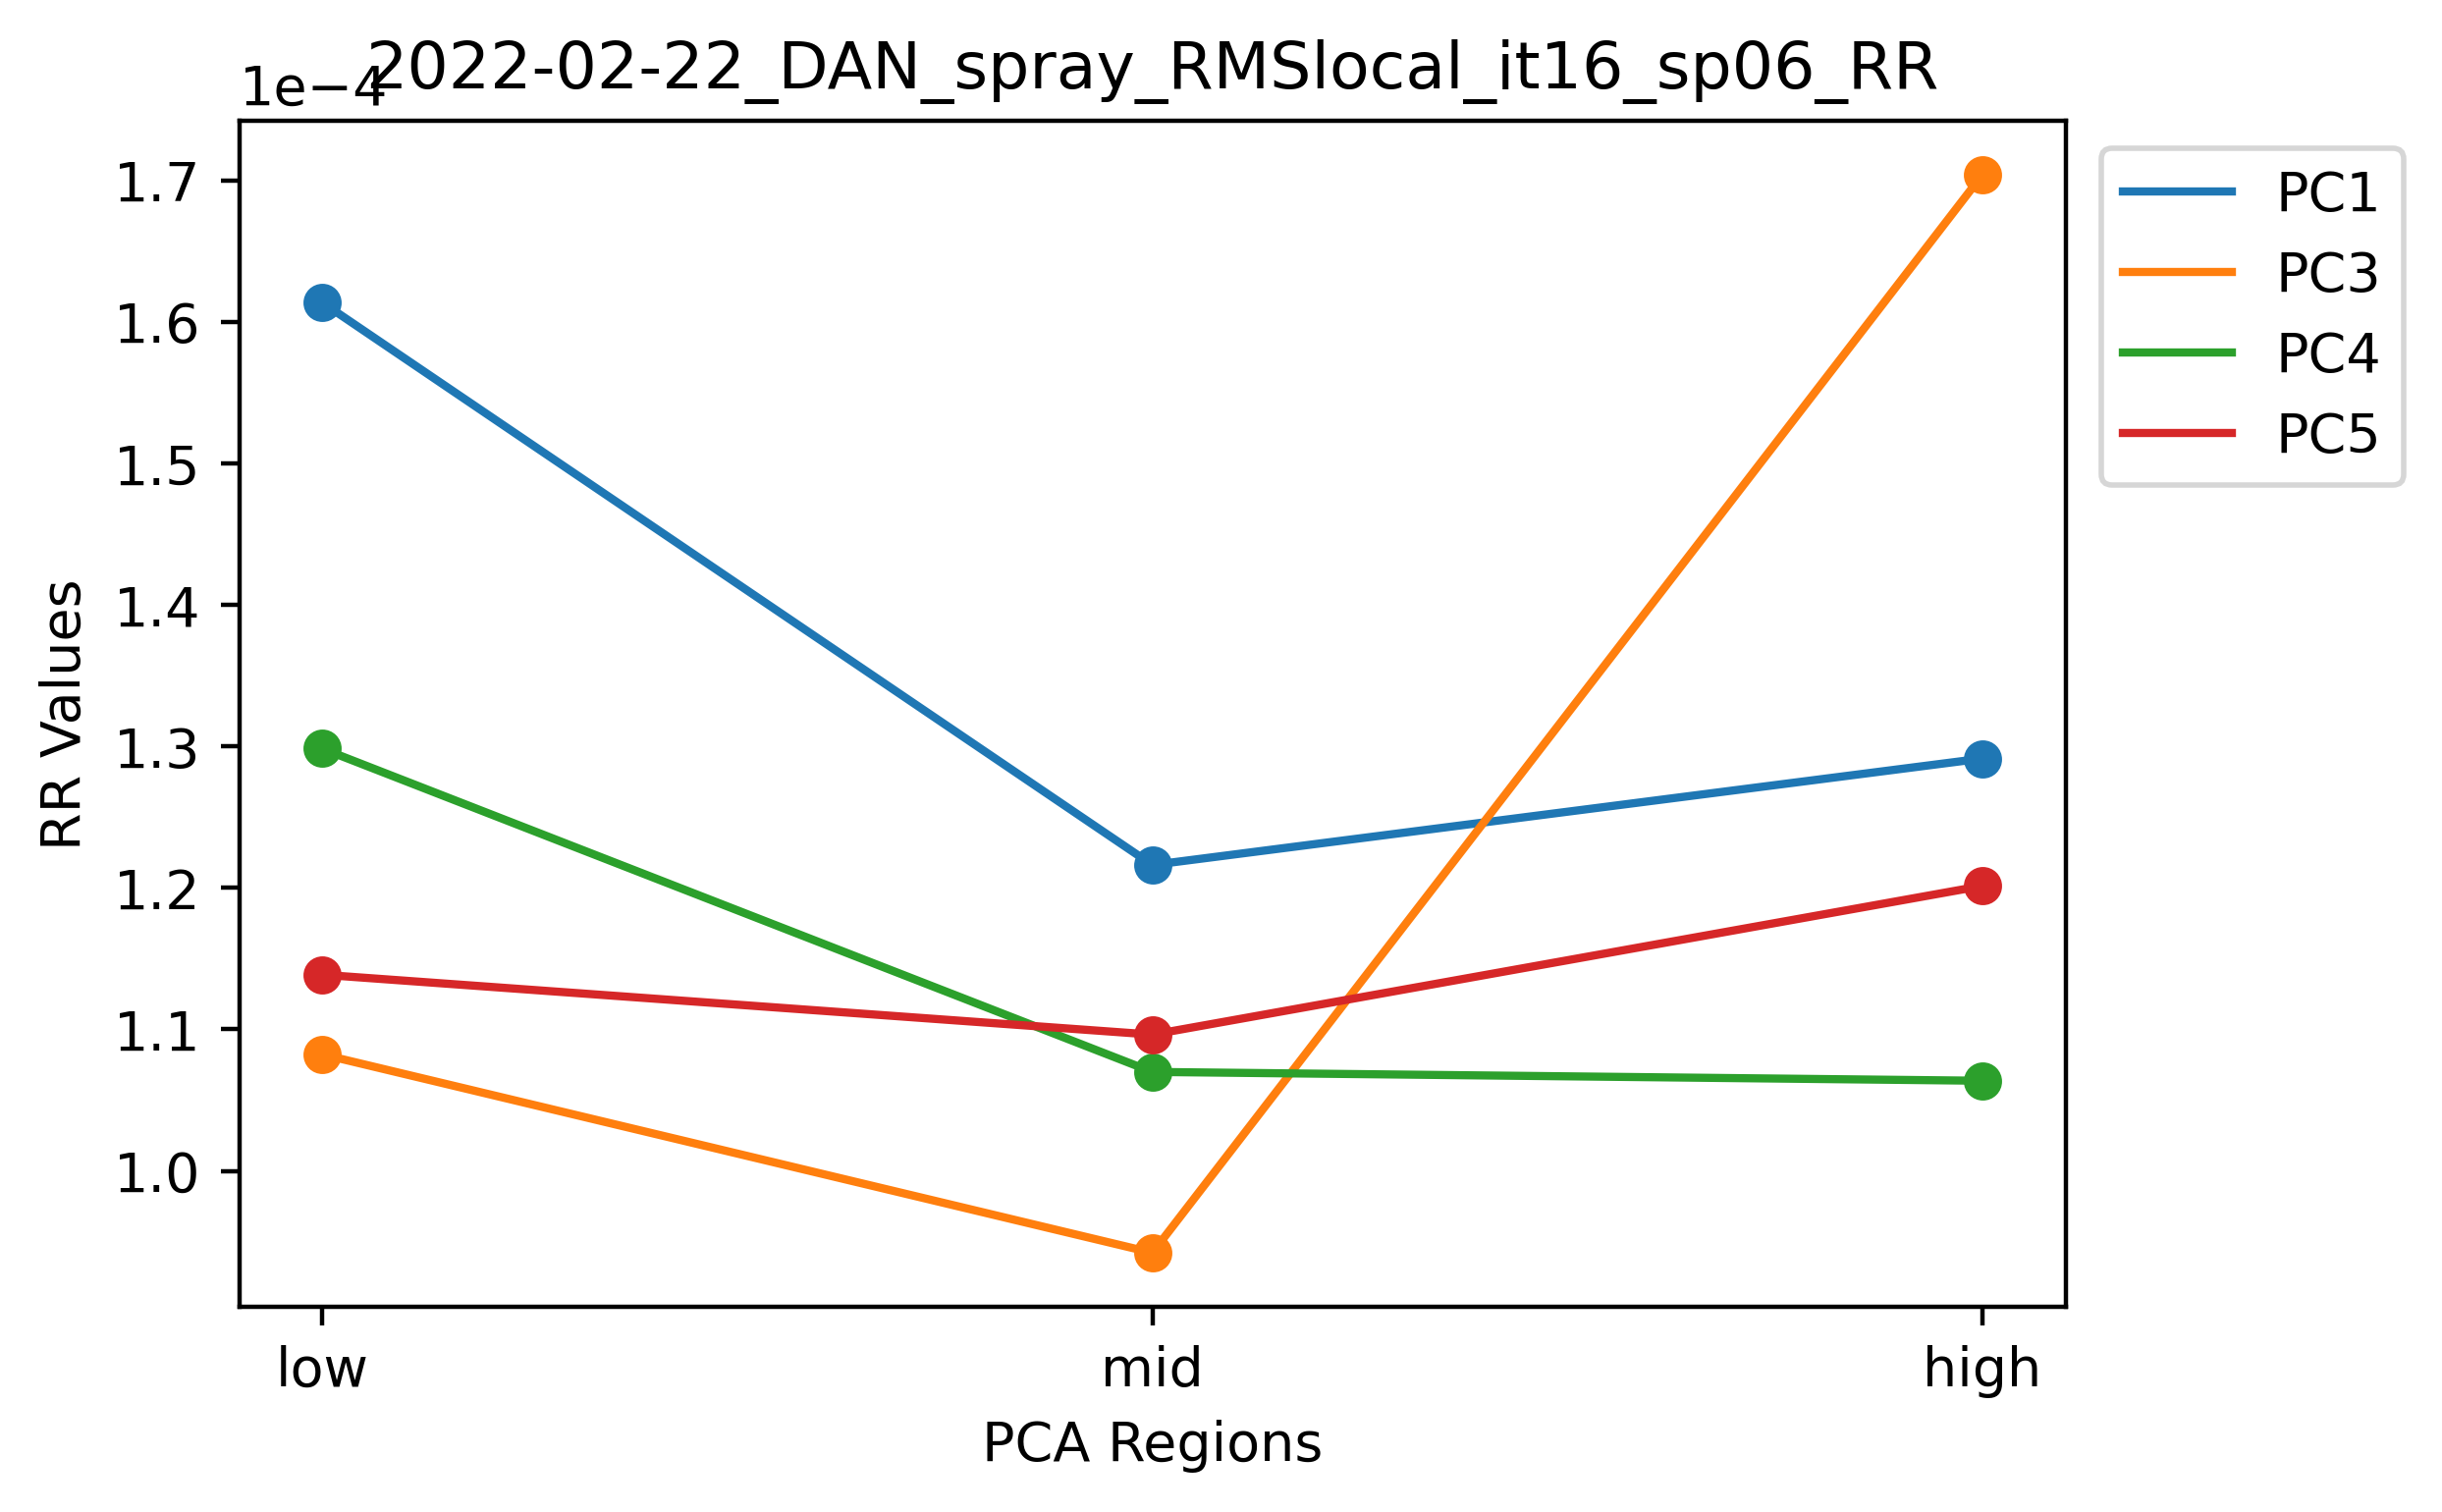 1e−4
2022-02-22_DAN_spray_RMSlocal_it16_sp06_RR
1.7
1.6
1.5
1.4
1.3
1.2
1.1
1.0
RR Values
low
mid
high
PCA Regions
PC1
PC3
PC4
PC5